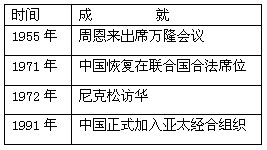 时间 成 就
1955 年 周恩来出席万隆会议
1971 年 中国恢复在联合国合法席位
1972 年 尼克松访华
1991 年 中国正式加入亚太经合组织